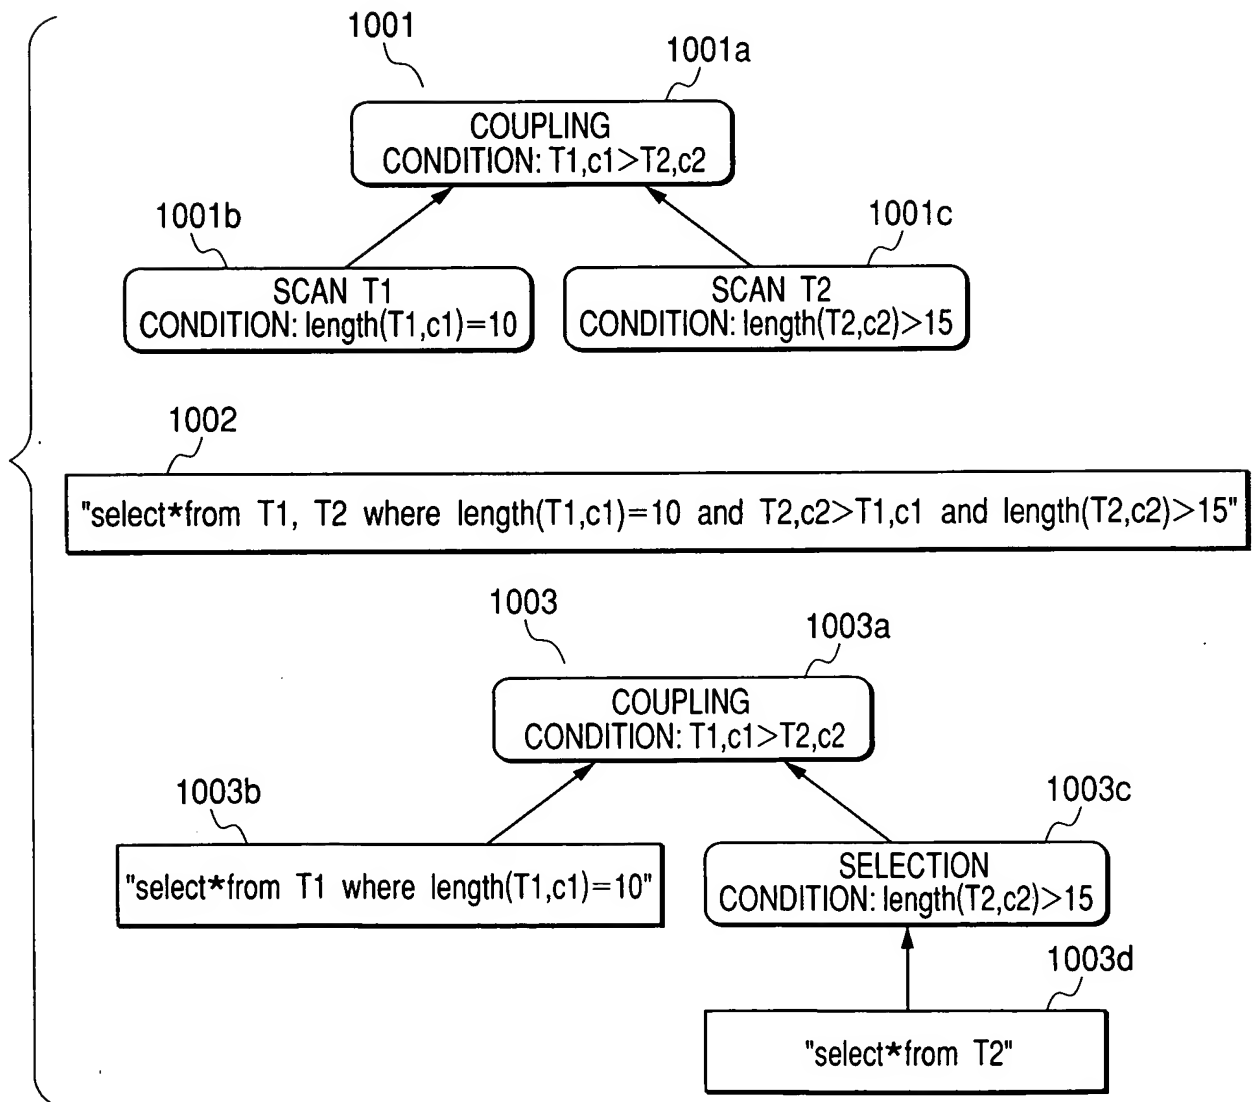 1001
1001a
COUPLING
CONDITION: T1,c1>T2,c2
1001b
1001c
SCAN T1
CONDITION: length(T1,c1)=10
SCAN T2
CONDITION: length(T2,c2)>15
1002
"select*from T1, T2 where length(T1,c1)=10 and T2,c2>T1,c1 and length(T2,c2)>15"
1003
1003a
COUPLING
CONDITION: T1,c1>T2,c2
1003b
1003c
"select*from T1 where length(T1,c1)=10"
SELECTION
CONDITION: length(T2,c2)>15
1003d
"select*from T2"